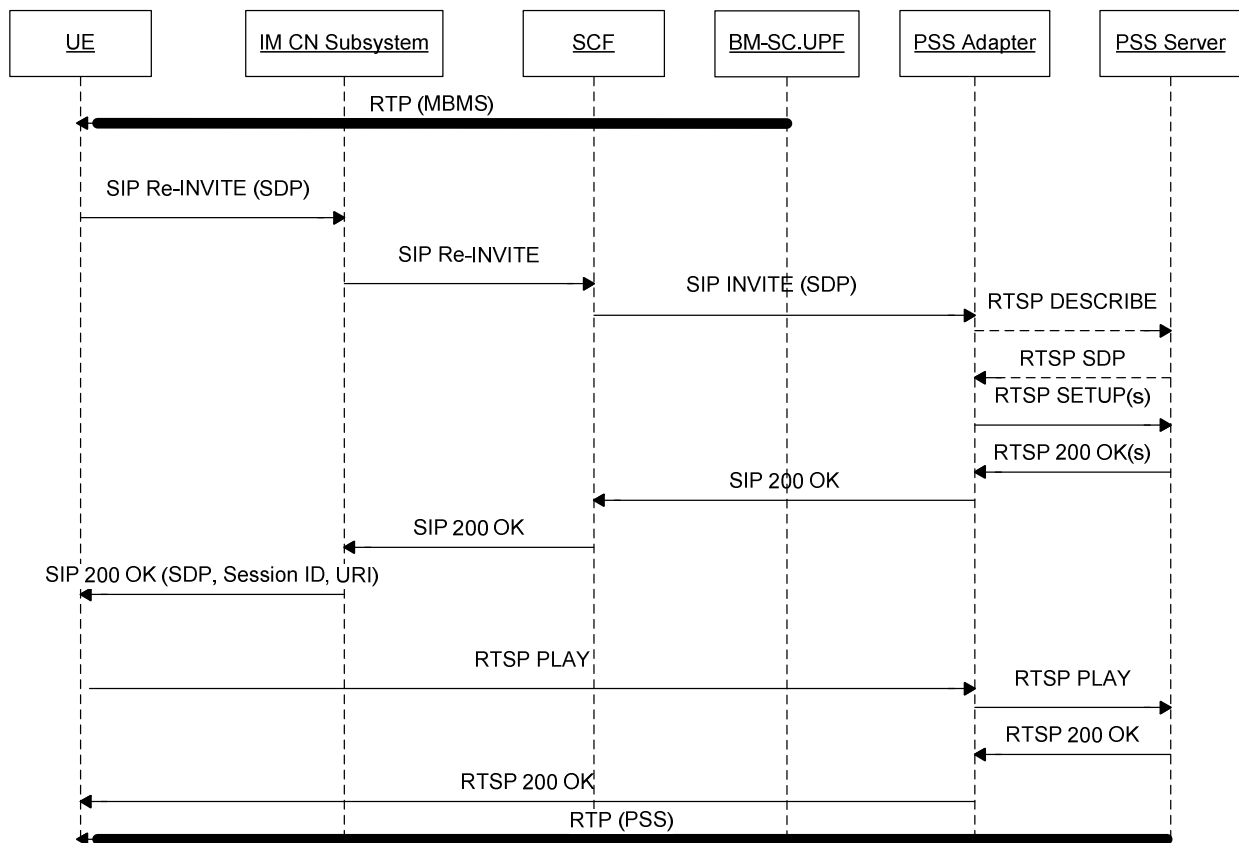 UE
IM CN Subsystem
SCF
BM-SC.UPF
PSS Adapter
PSS Server
RTP (MBMS)
SIP Re-INVITE (SDP)
SIP Re-INVITE
SIP INVITE (SDP)
RTSP DESCRIBE
RTSP SDP
RTSP SETUP(s)
RTSP 200 OK(s)
SIP 200 OK
SIP 200 OK
SIP 200 OK (SDP, Session ID, URI)
RTSP PLAY
RTSP PLAY
RTSP 200 OK
RTSP 200 OK
RTP (PSS)